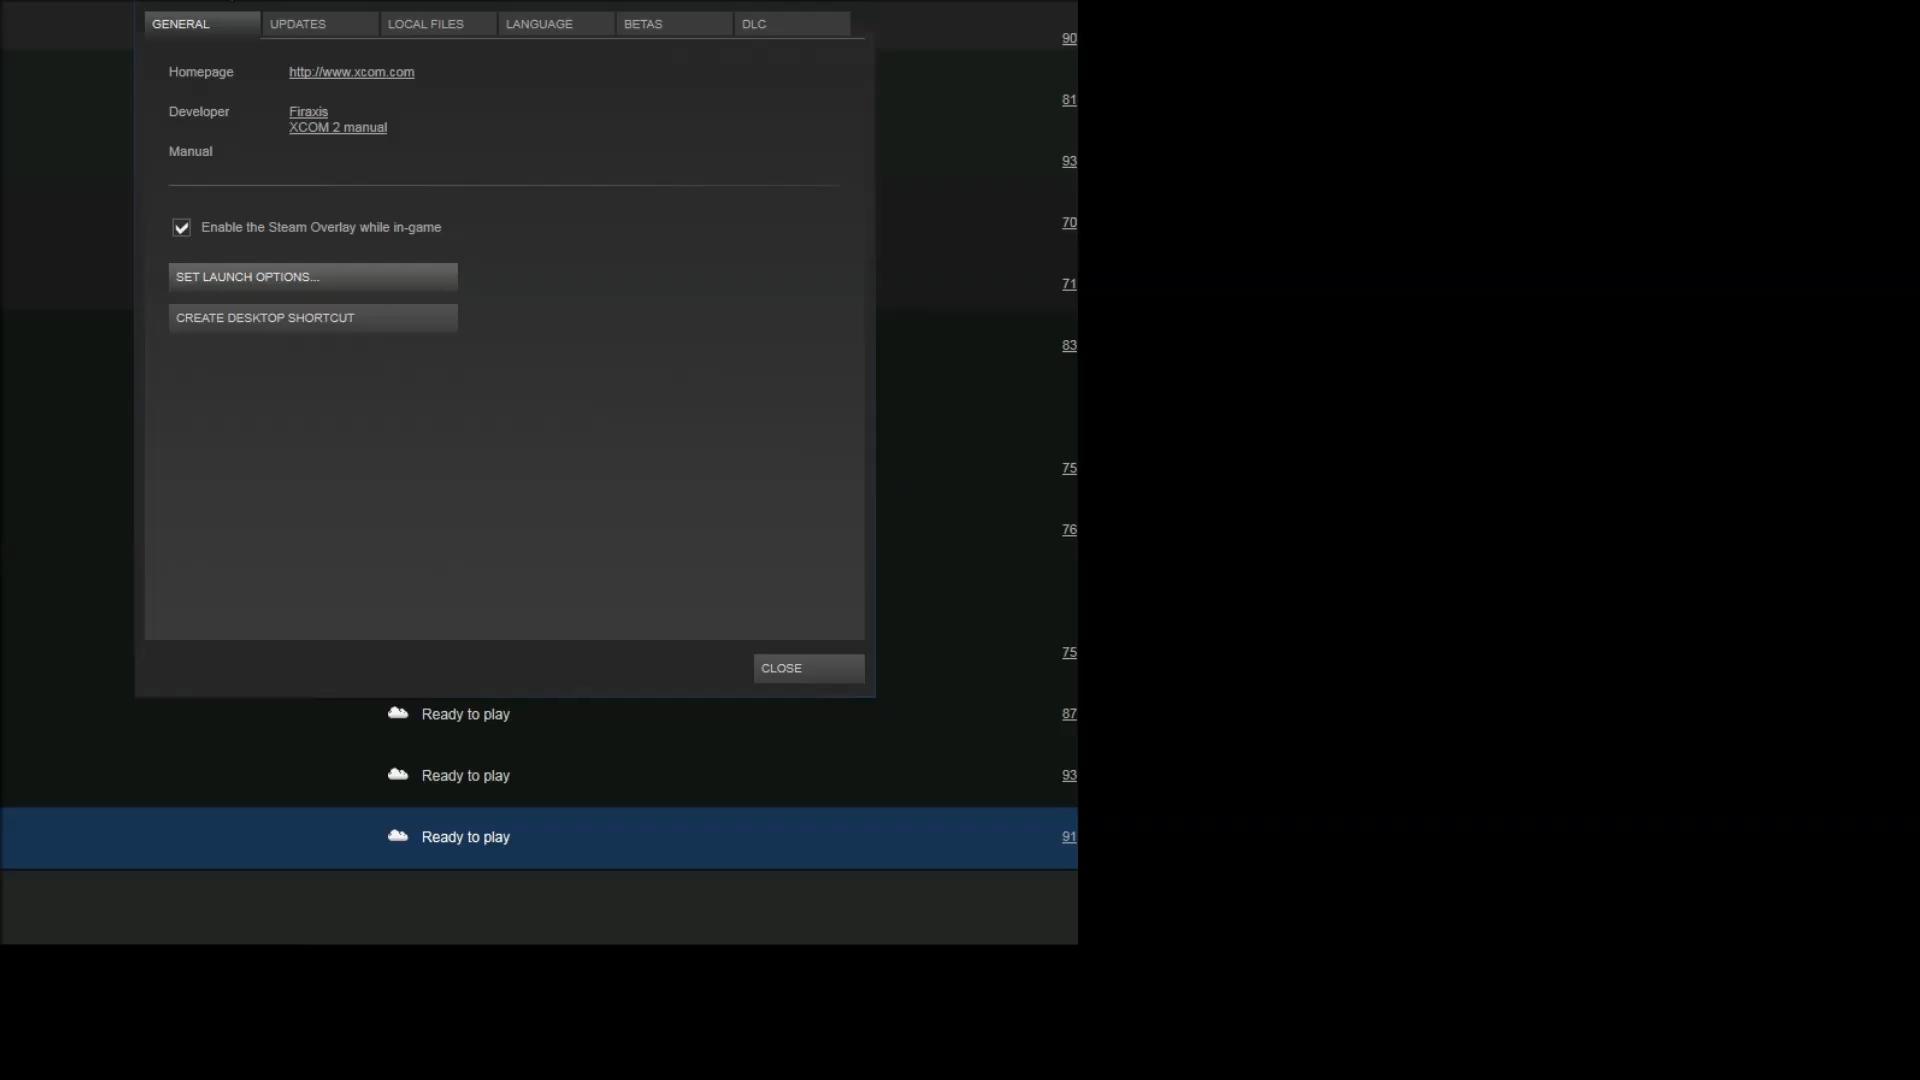 GENERAL UPDATES LOCAL FILES LANGUAGE BETAS DLC
90
Homepage http://www.xcom.com
81
Developer Firaxis
XCOM 2 manual
Manual
93
70
Enable the Steam Overlay while in-game
SET LAUNCH OPTIONS...
71
CREATE DESKTOP SHORTCUT
83
75
76
75
CLOSE
Ready to play 87
Ready to play 93
Ready to play 91